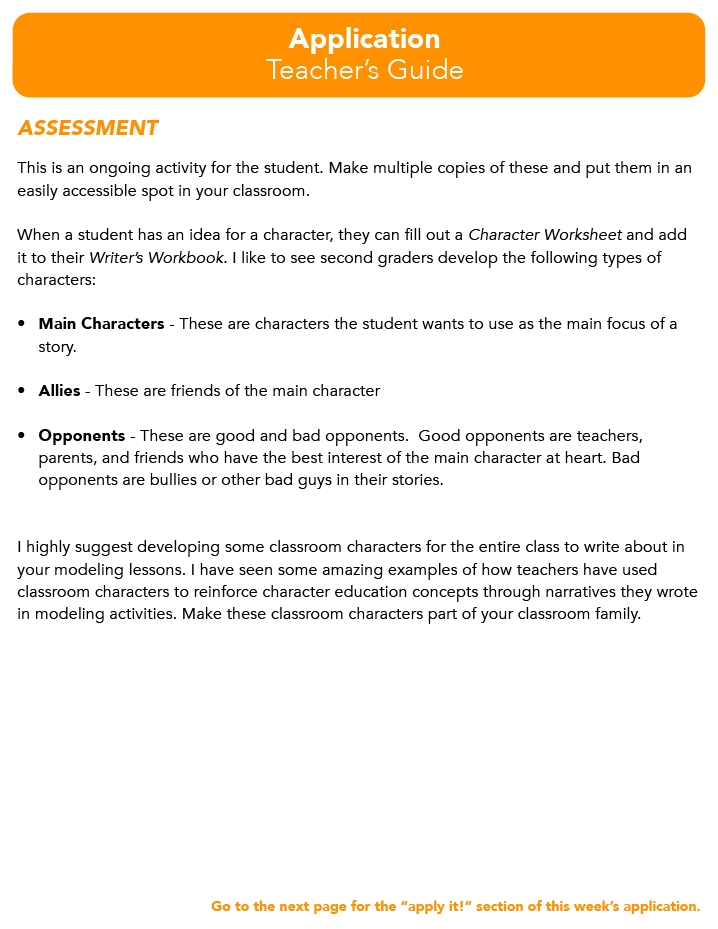 Application
Teacher’s Guide
ASSESSMENT
This is an ongoing activity for the student. Make multiple copies of these and put them in an
easily accessible spot in your classroom.
When a student has an idea for a character, they can fill out a Character Worksheet and add
it to their Writer’s Workbook. I like to see second graders develop the following types of
characters:
• Main Characters - These are characters the student wants to use as the main focus of a
story.
• Allies - These are friends of the main character
• Opponents - These are good and bad opponents.  Good opponents are teachers,
parents, and friends who have the best interest of the main character at heart. Bad
opponents are bullies or other bad guys in their stories.
I highly suggest developing some classroom characters for the entire class to write about in
your modeling lessons. I have seen some amazing examples of how teachers have used
classroom characters to reinforce character education concepts through narratives they wrote
in modeling activities. Make these classroom characters part of your classroom family.
Go to the next page for the “apply it!” section of this week’s application.